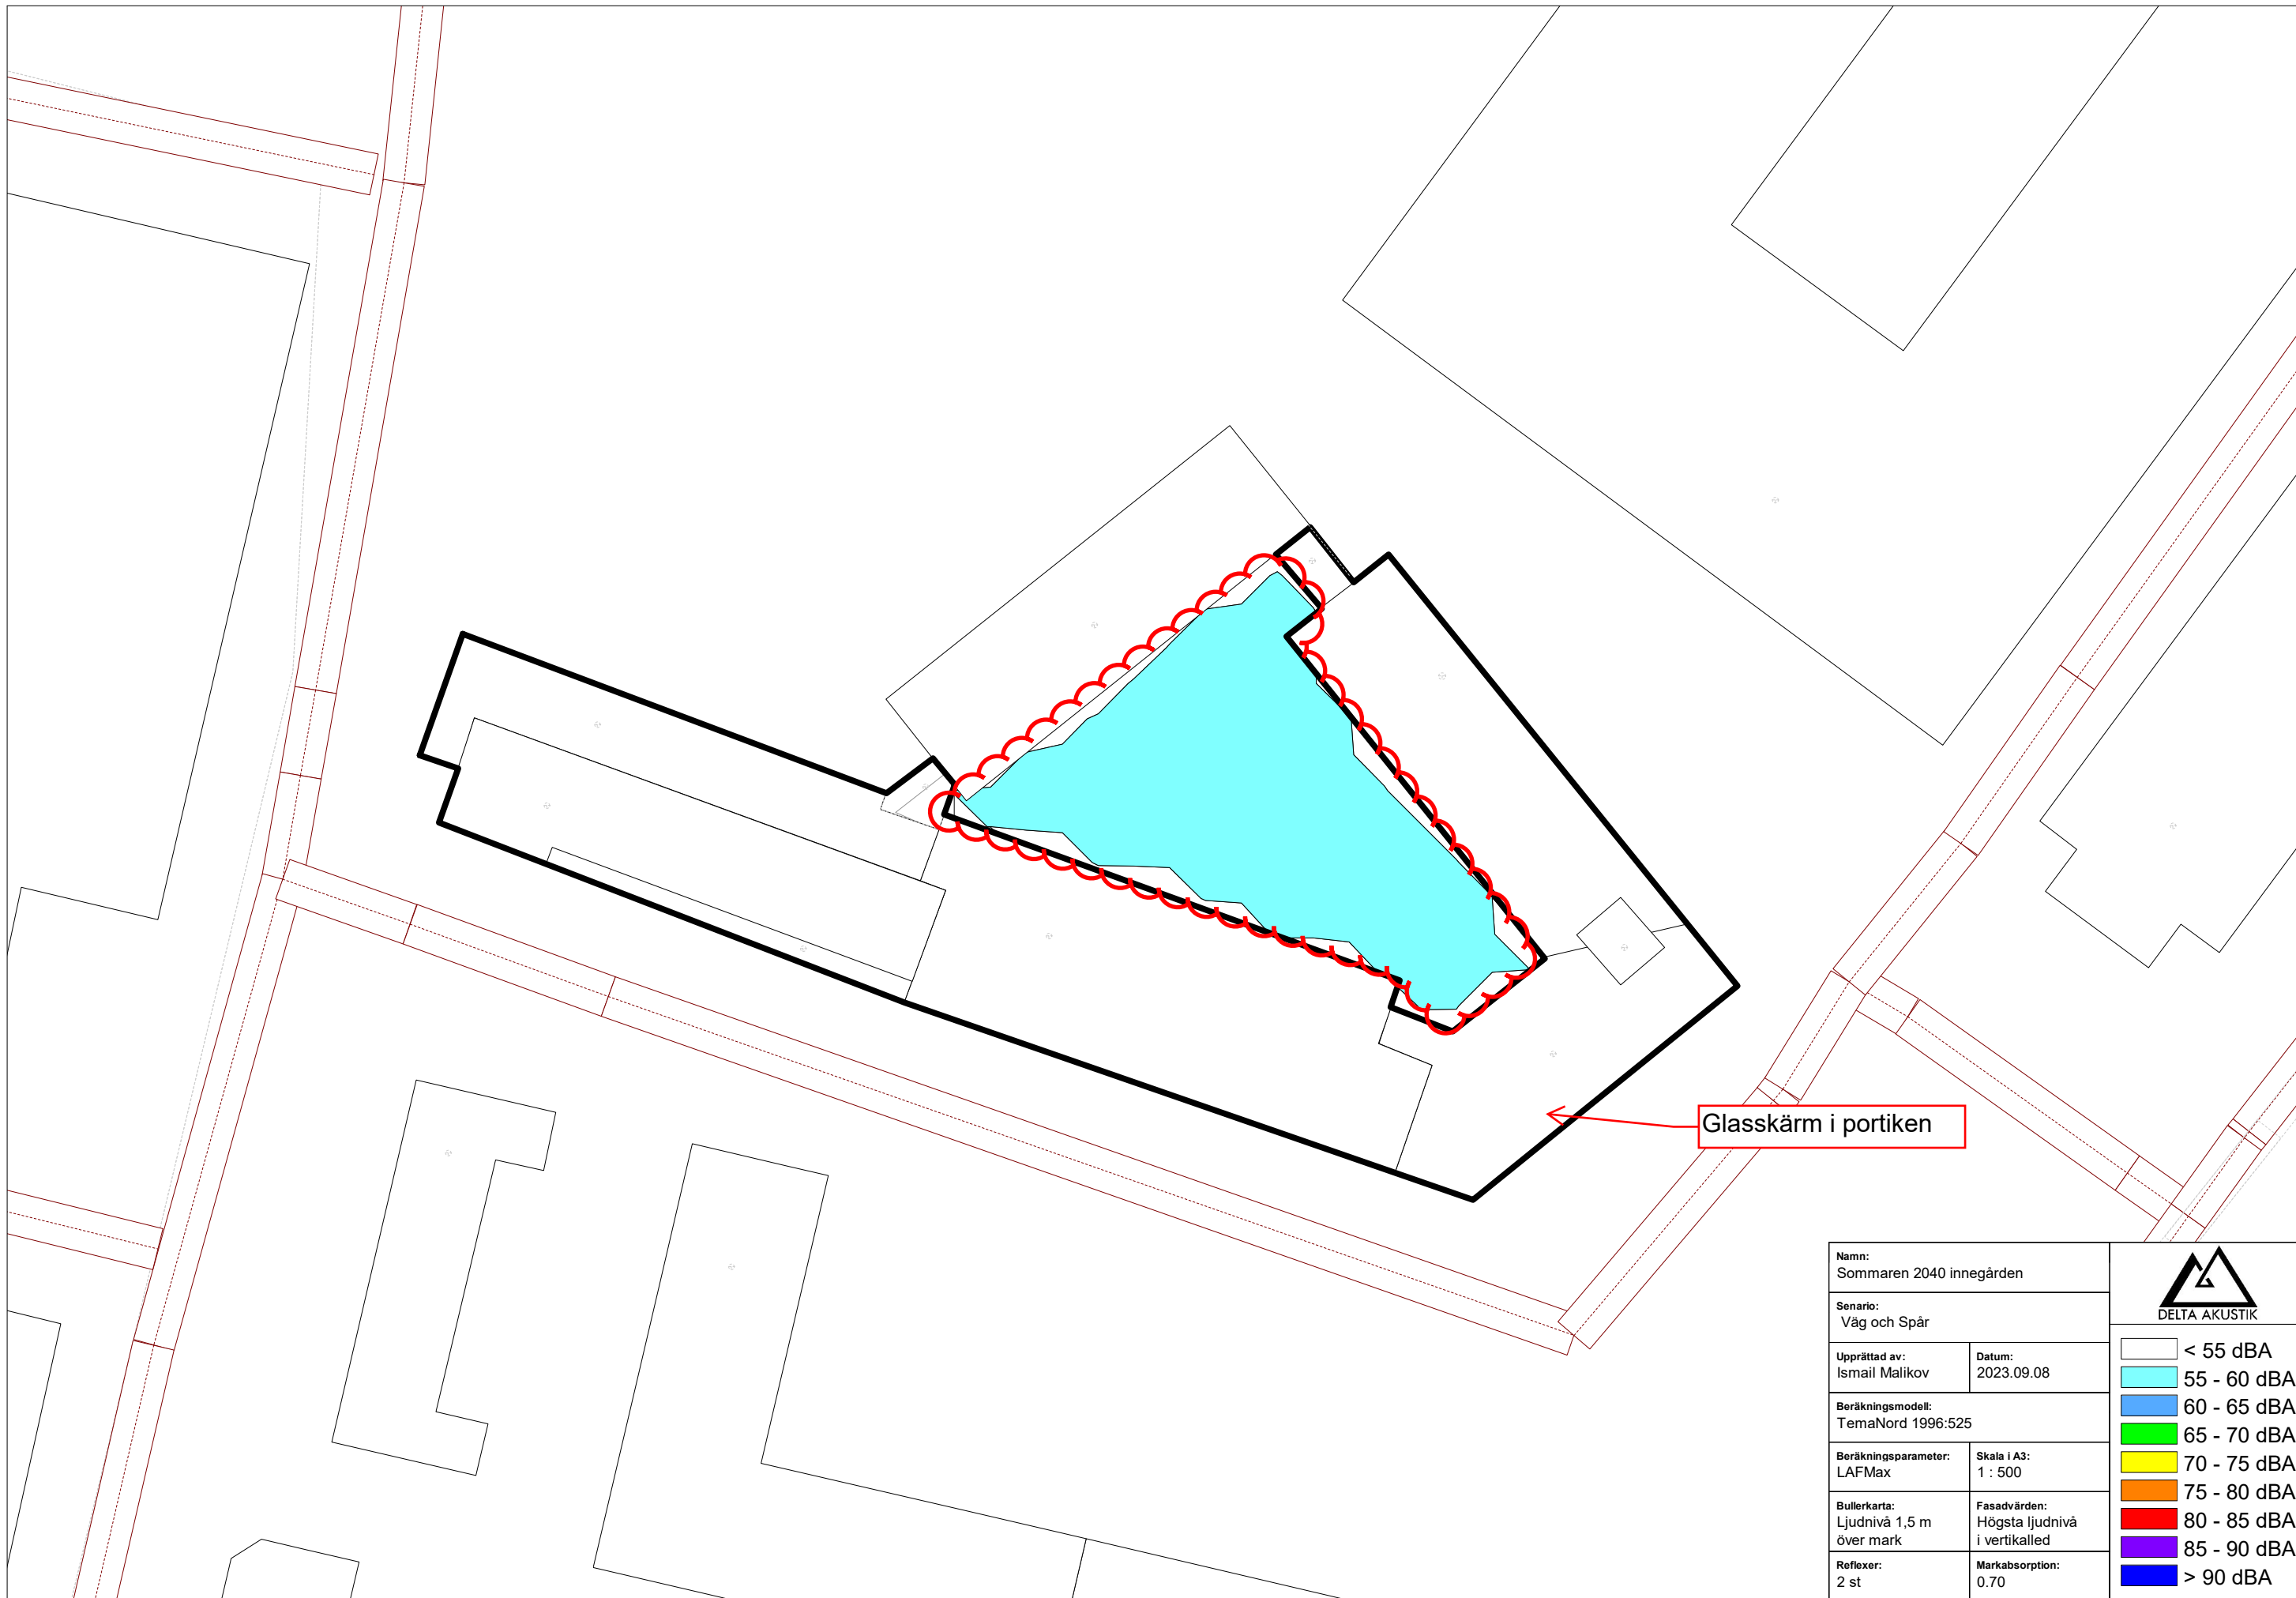 Glasskärm i portiken
Namn:
Sommaren 2040 innegården
Senario:
Väg och Spår
Upprättad av:
Ismail Malikov
Datum:
2023.09.08
Beräkningsmodell:
TemaNord 1996:525
Beräkningsparameter:
LAFMax
Skala i A3:
1 : 500
Bullerkarta:
Ljudnivå 1,5 m
över mark
Fasadvärden:
Högsta ljudnivå
i vertikalled
Reflexer:
2 st
Markabsorption:
0.70
DELTA AKUSTIK
< 55 dBA
55 - 60 dBA
60 - 65 dBA
65 - 70 dBA
70 - 75 dBA
75 - 80 dBA
80 - 85 dBA
85 - 90 dBA
> 90 dBA